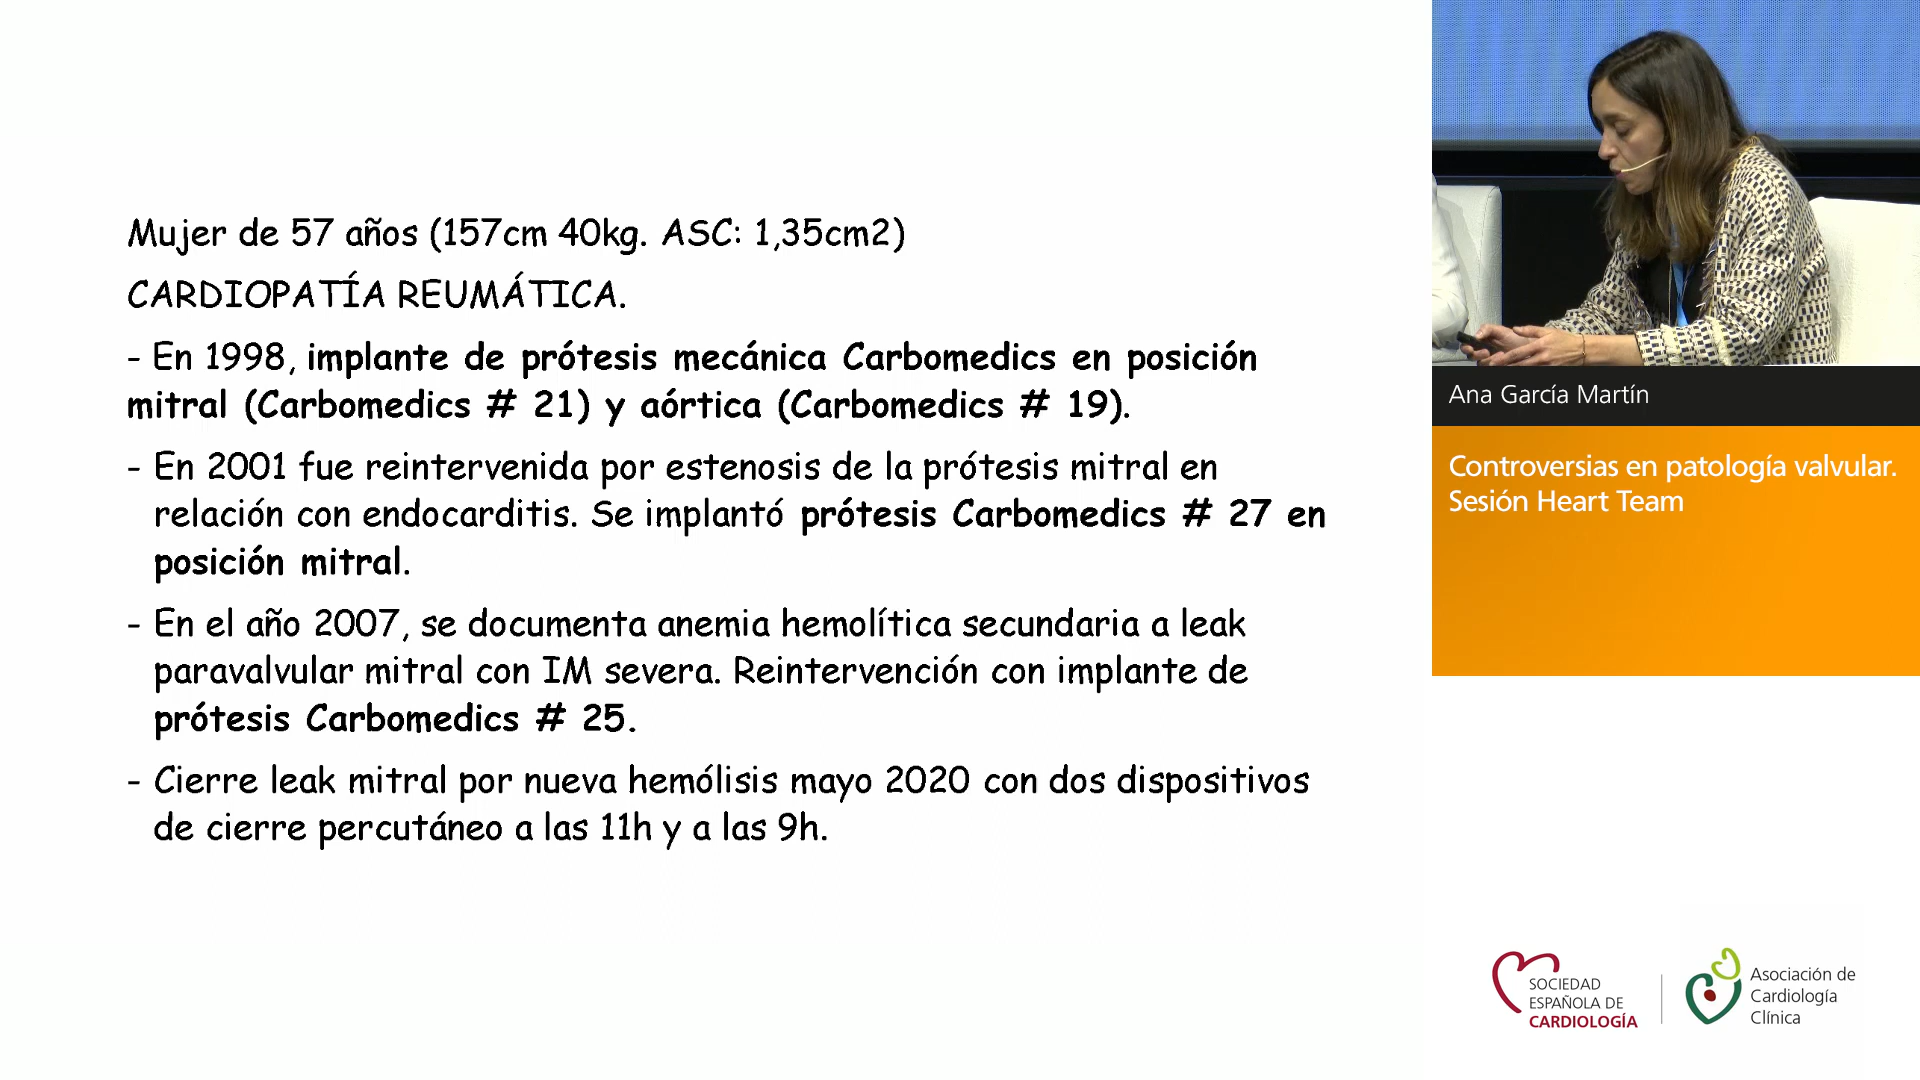 Mujer de 57 años (157cm 40kg. ASC: 1,35cm2)
CARDIOPATÍA REUMÁTICA.
- En 1998, implante de prótesis mecánica Carbomedics en posición
mitral (Carbomedics # 21) y aórtica (Carbomedics # 19).
- En 2001 fue reintervenida por estenosis de la prótesis mitral en
relación con endocarditis. Se implantó prótesis Carbomedics # 27 en
posición mitral.
- En el año 2007, se documenta anemia hemolítica secundaria a leak
paravalvular mitral con IM severa. Reintervención con implante de
prótesis Carbomedics # 25.
- Cierre leak mitral por nueva hemólisis mayo 2020 con dos dispositivos
de cierre percutáneo a las 11h y a las 9h.
Ana García Martín
Controversias en patología valvular.
Sesión Heart Team
SOCIEDAD
ESPAÑOLA DE
CARDIOLOGÍA
Asociación de
Cardiología
Clínica